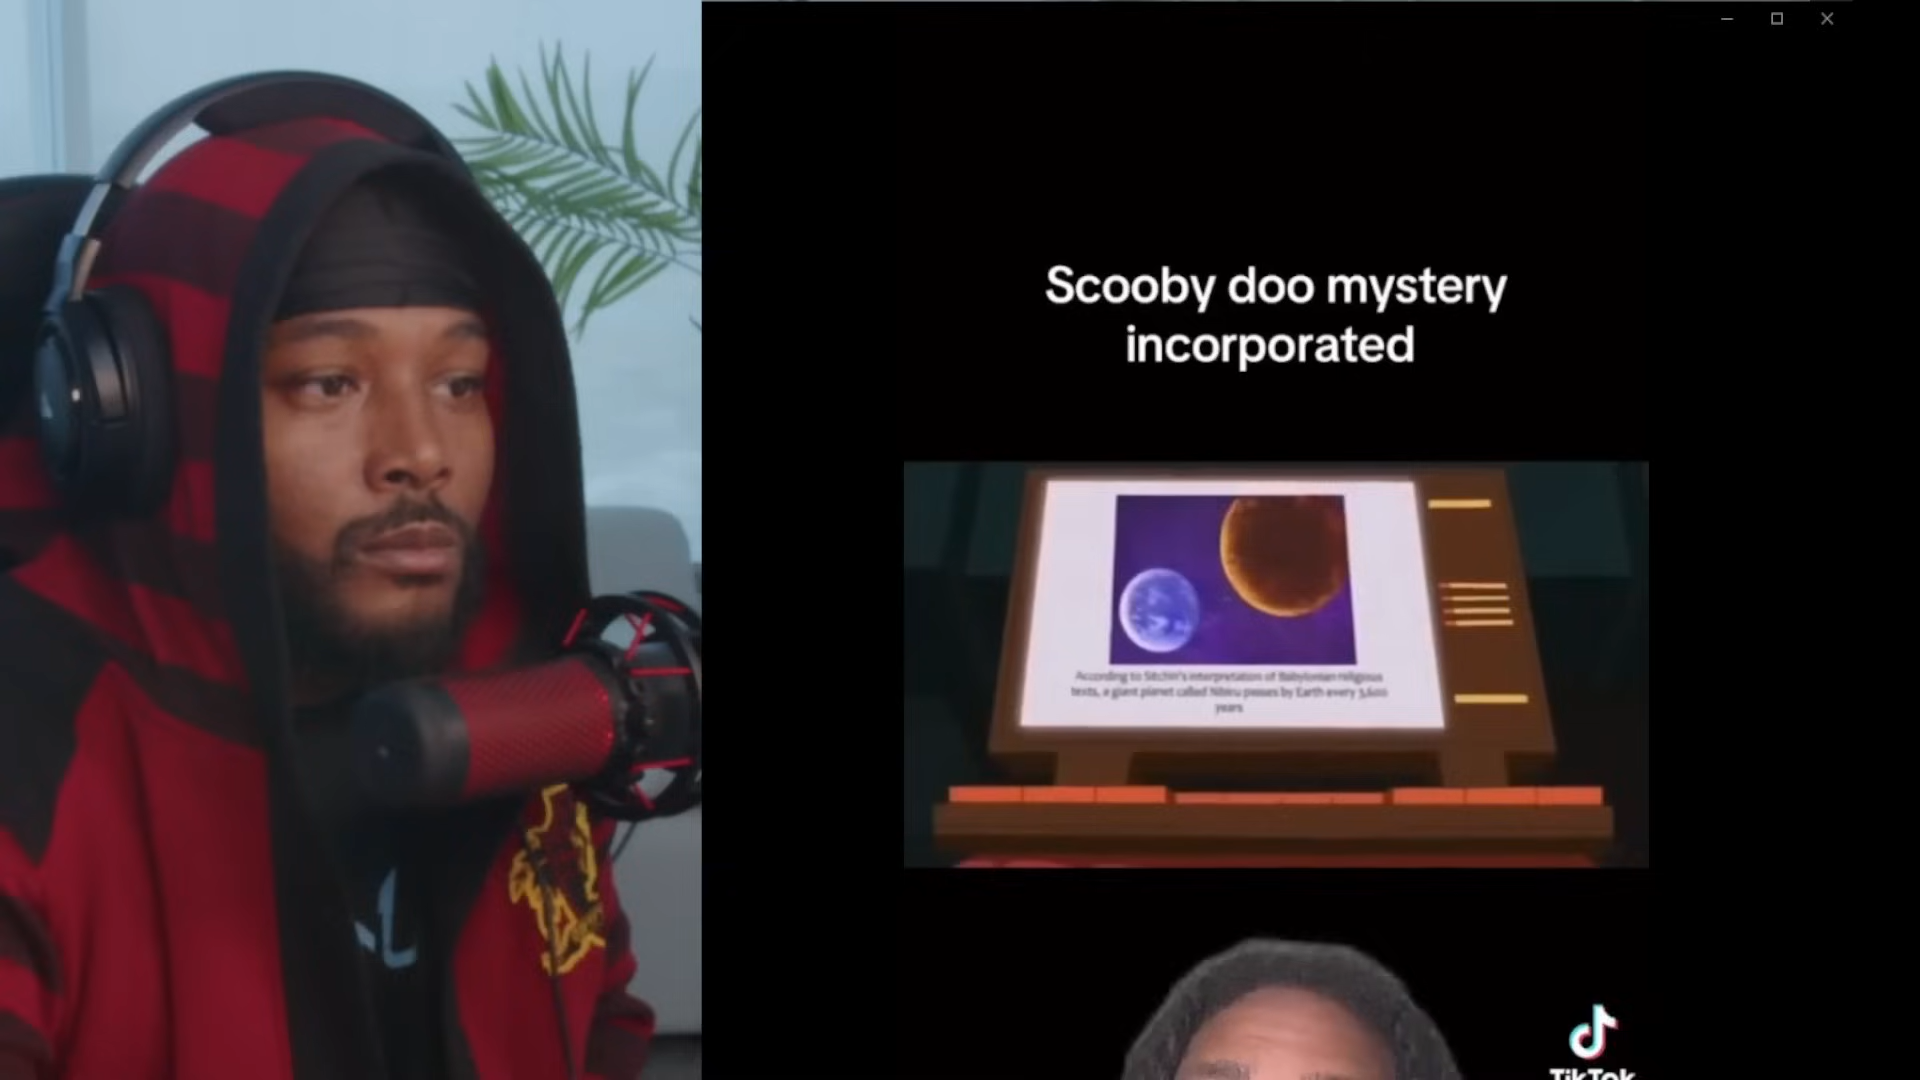 Scooby doo mystery
incorporated
According to Sitchin's interpretation of Babylonian religious
texts, a giant planet called Nibiru passes by Earth every 3,600
years
TikTok